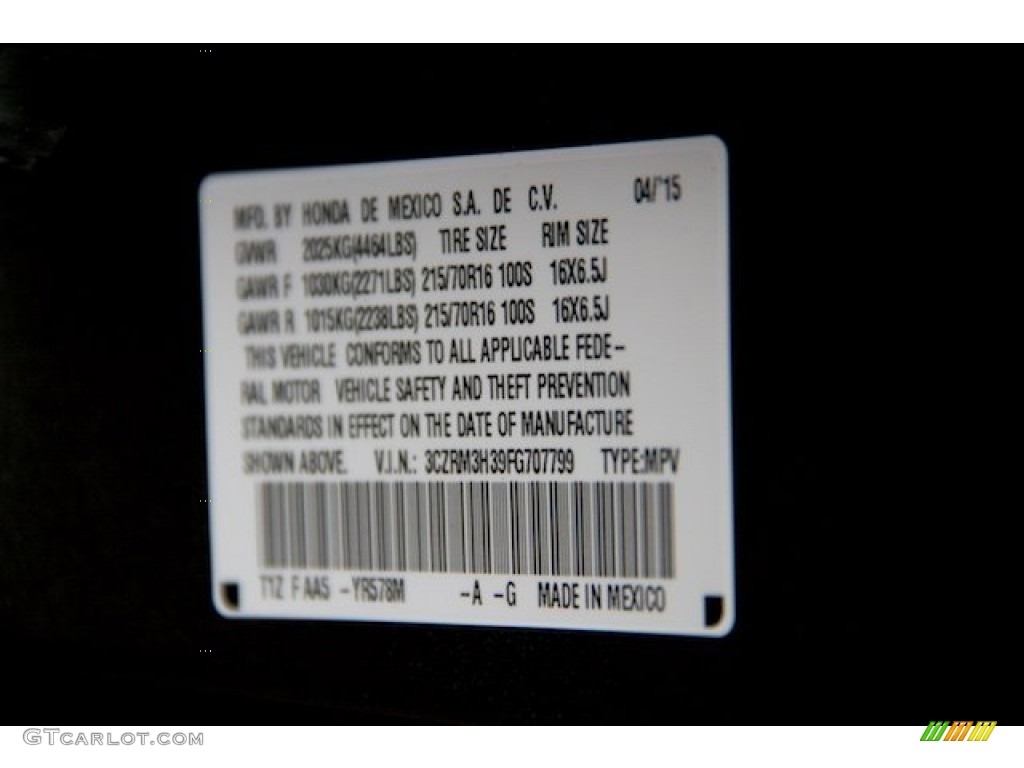 MFD. BY HONDA DE MEXICO S.A. DE C.V. 04/'15
GVWR 2025KG(4464LBS) TIRE SIZE RIM SIZE
GAWR F 1030KG(2271LBS) 215/70R16 100S 16X6.5J
GAWR R 1015KG(2238LBS) 215/70R16 100S 16X6.5J
THIS VEHICLE CONFORMS TO ALL APPLICABLE FEDE-
RAL MOTOR VEHICLE SAFETY AND THEFT PREVENTION
STANDARDS IN EFFECT ON THE DATE OF MANUFACTURE
SHOWN ABOVE. V.I.N.: 3CZRM3H39FG707799 TYPE:MPV
T1Z F AA5 -YR578M -A -G MADE IN MEXICO
GTCARLOT.COM